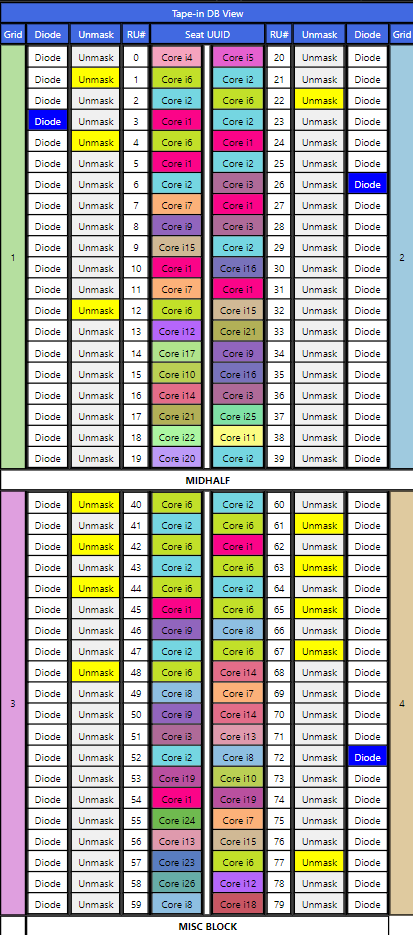 Tape-in DB View
Grid Diode Unmask RU# Seat UUID RU# Unmask Diode Grid
Diode Unmask 0 Core i4 Core i5 20 Unmask Diode
Diode Unmask 1 Core i6 Core i2 21 Unmask Diode
Diode Unmask 2 Core i2 Core i6 22 Unmask Diode
Diode Unmask 3 Core i1 Core i2 23 Unmask Diode
Diode Unmask 4 Core i6 Core i1 24 Unmask Diode
Diode Unmask 5 Core i1 Core i2 25 Unmask Diode
Diode Unmask 6 Core i2 Core i3 26 Unmask Diode
Diode Unmask 7 Core i7 Core i1 27 Unmask Diode
Diode Unmask 8 Core i9 Core i3 28 Unmask Diode
1 Diode Unmask 9 Core i15 Core i2 29 Unmask Diode 2
Diode Unmask 10 Core i1 Core i16 30 Unmask Diode
Diode Unmask 11 Core i7 Core i1 31 Unmask Diode
Diode Unmask 12 Core i6 Core i15 32 Unmask Diode
Diode Unmask 13 Core i12 Core i21 33 Unmask Diode
Diode Unmask 14 Core i17 Core i9 34 Unmask Diode
Diode Unmask 15 Core i10 Core i16 35 Unmask Diode
Diode Unmask 16 Core i14 Core i3 36 Unmask Diode
Diode Unmask 17 Core i21 Core i25 37 Unmask Diode
Diode Unmask 18 Core i22 Core i11 38 Unmask Diode
Diode Unmask 19 Core i20 Core i2 39 Unmask Diode
MIDHALF
Diode Unmask 40 Core i6 Core i2 60 Unmask Diode
Diode Unmask 41 Core i2 Core i6 61 Unmask Diode
Diode Unmask 42 Core i6 Core i1 62 Unmask Diode
Diode Unmask 43 Core i2 Core i6 63 Unmask Diode
Diode Unmask 44 Core i6 Core i2 64 Unmask Diode
Diode Unmask 45 Core i1 Core i6 65 Unmask Diode
Diode Unmask 46 Core i9 Core i8 66 Unmask Diode
Diode Unmask 47 Core i2 Core i6 67 Unmask Diode
Diode Unmask 48 Core i6 Core i14 68 Unmask Diode
3 Diode Unmask 49 Core i8 Core i7 69 Unmask Diode 4
Diode Unmask 50 Core i9 Core i14 70 Unmask Diode
Diode Unmask 51 Core i3 Core i13 71 Unmask Diode
Diode Unmask 52 Core i2 Core i8 72 Unmask Diode
Diode Unmask 53 Core i19 Core i10 73 Unmask Diode
Diode Unmask 54 Core i1 Core i19 74 Unmask Diode
Diode Unmask 55 Core i24 Core i7 75 Unmask Diode
Diode Unmask 56 Core i13 Core i15 76 Unmask Diode
Diode Unmask 57 Core i23 Core i6 77 Unmask Diode
Diode Unmask 58 Core i26 Core i12 78 Unmask Diode
Diode Unmask 59 Core i8 Core i18 79 Unmask Diode
MISC BLOCK